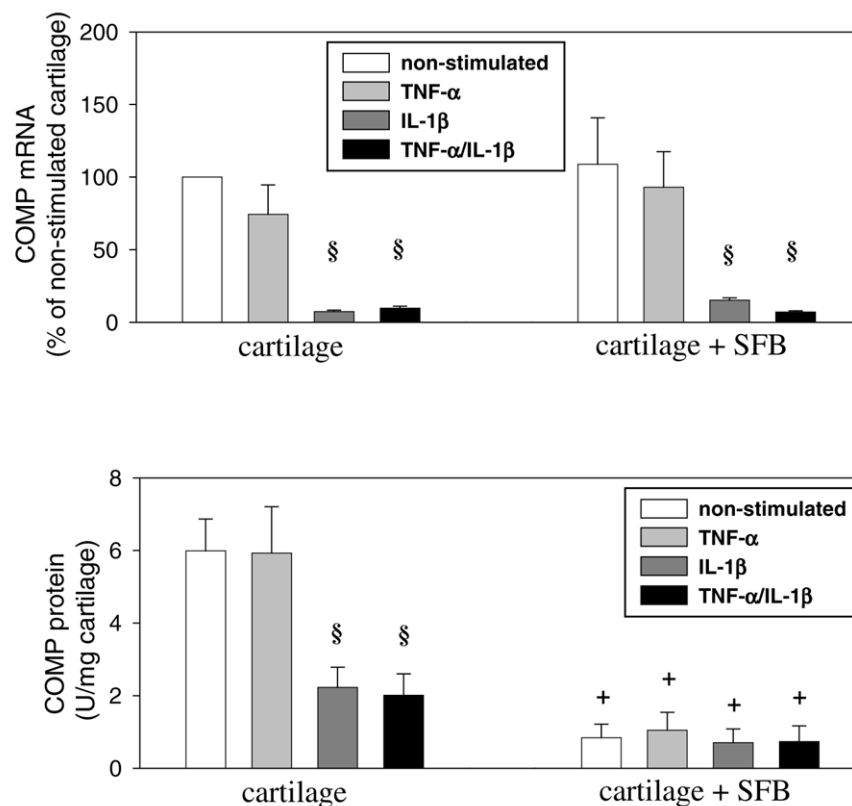 200
150
100
50
0
COMP mRNA
(% of non-stimulated cartilage)
non-stimulated
TNF-α
IL-1β
TNF-α/IL-1β
§
§
§
§
cartilage
cartilage + SFB
8
6
4
2
0
COMP protein
(U/mg cartilage)
non-stimulated
TNF-α
IL-1β
TNF-α/IL-1β
§
§
+
+
+
+
cartilage
cartilage + SFB